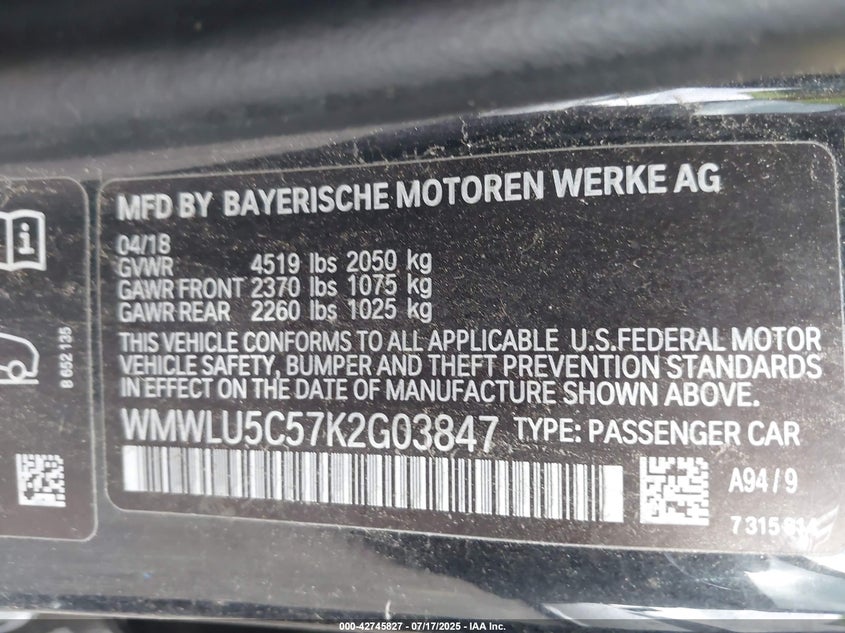 MFD BY BAYERISCHE MOTOREN WERKE AG
04/18
GVWR 4519 lbs 2050 kg
GAWR FRONT 2370 lbs 1075 kg
GAWR REAR 2260 lbs 1025 kg
THIS VEHICLE CONFORMS TO ALL APPLICABLE U.S.FEDERAL MOTOR
VEHICLE SAFETY, BUMPER AND THEFT PREVENTION STANDARDS
IN EFFECT ON THE DATE OF MANUFACTURE SHOWN ABOVE.
WMWLU5C57K2G03847 TYPE: PASSENGER CAR
A94/9
8 652 135
000-42745827 - 07/17/2025 - IAA Inc.